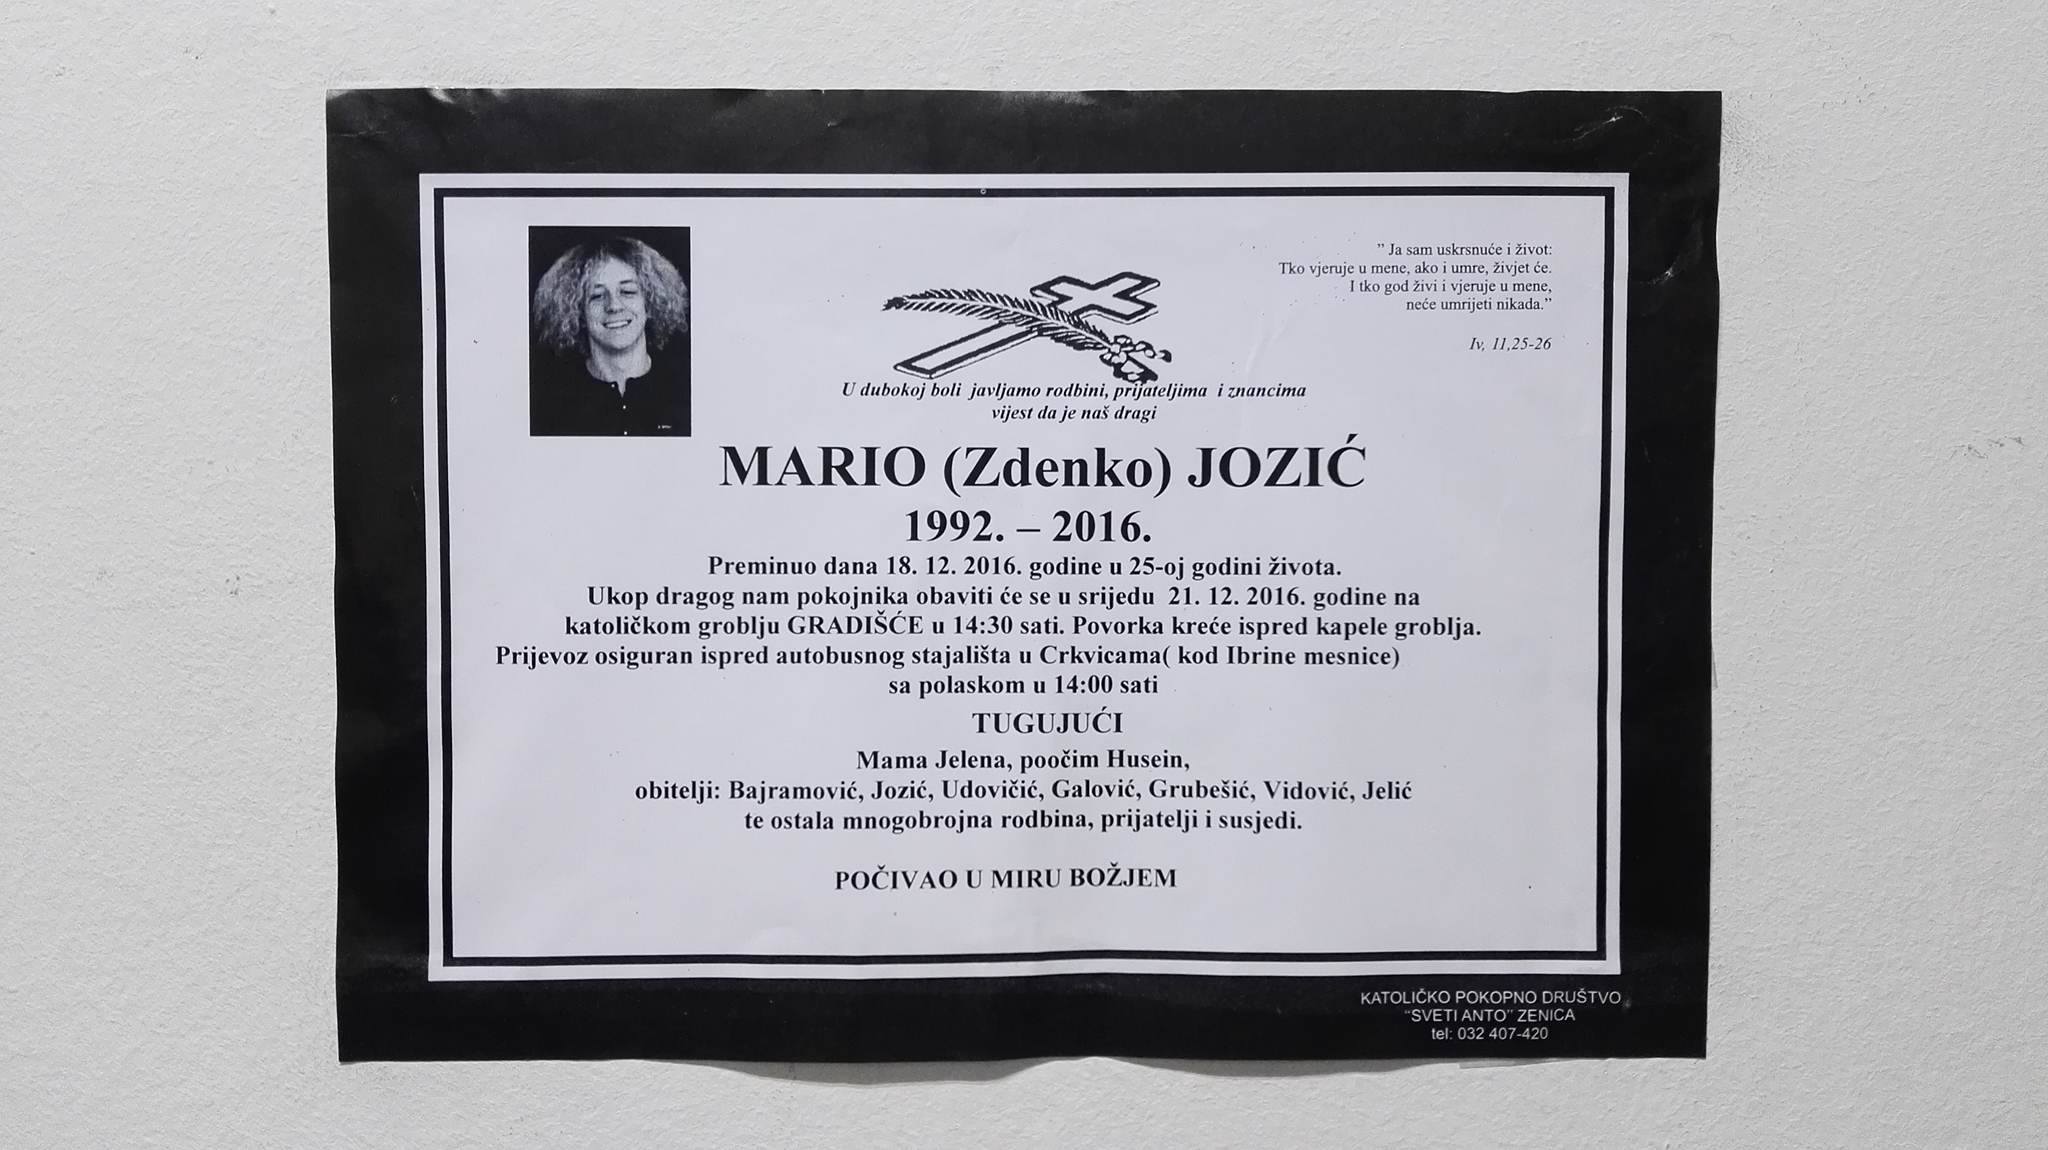 ” Ja sam uskrsnuće i život:
Tko vjeruje u mene, ako i umre, živjet će.
I tko god živi i vjeruje u mene,
neće umrijeti nikada.”
Iv, 11,25-26
U dubokoj boli javljamo rodbini, prijateljima i znancima
vijest da je naš dragi
MARIO (Zdenko) JOZIĆ
1992. – 2016.
Preminuo dana 18. 12. 2016. godine u 25-oj godini života.
Ukop dragog nam pokojnika obaviti će se u srijedu 21. 12. 2016. godine na
katoličkom groblju GRADIŠĆE u 14:30 sati. Povorka kreće ispred kapele groblja.
Prijevoz osiguran ispred autobusnog stajališta u Crkvicama( kod Ibrine mesnice)
sa polaskom u 14:00 sati
TUGUJUĆI
Mama Jelena, poočim Husein,
obitelji: Bajramović, Jozić, Udovičić, Galović, Grubešić, Vidović, Jelić
te ostala mnogobrojna rodbina, prijatelji i susjedi.
POČIVAO U MIRU BOŽJEM
KATOLIČKO POKOPNO DRUŠTVO
“SVETI ANTO” ZENICA
tel: 032 407-420